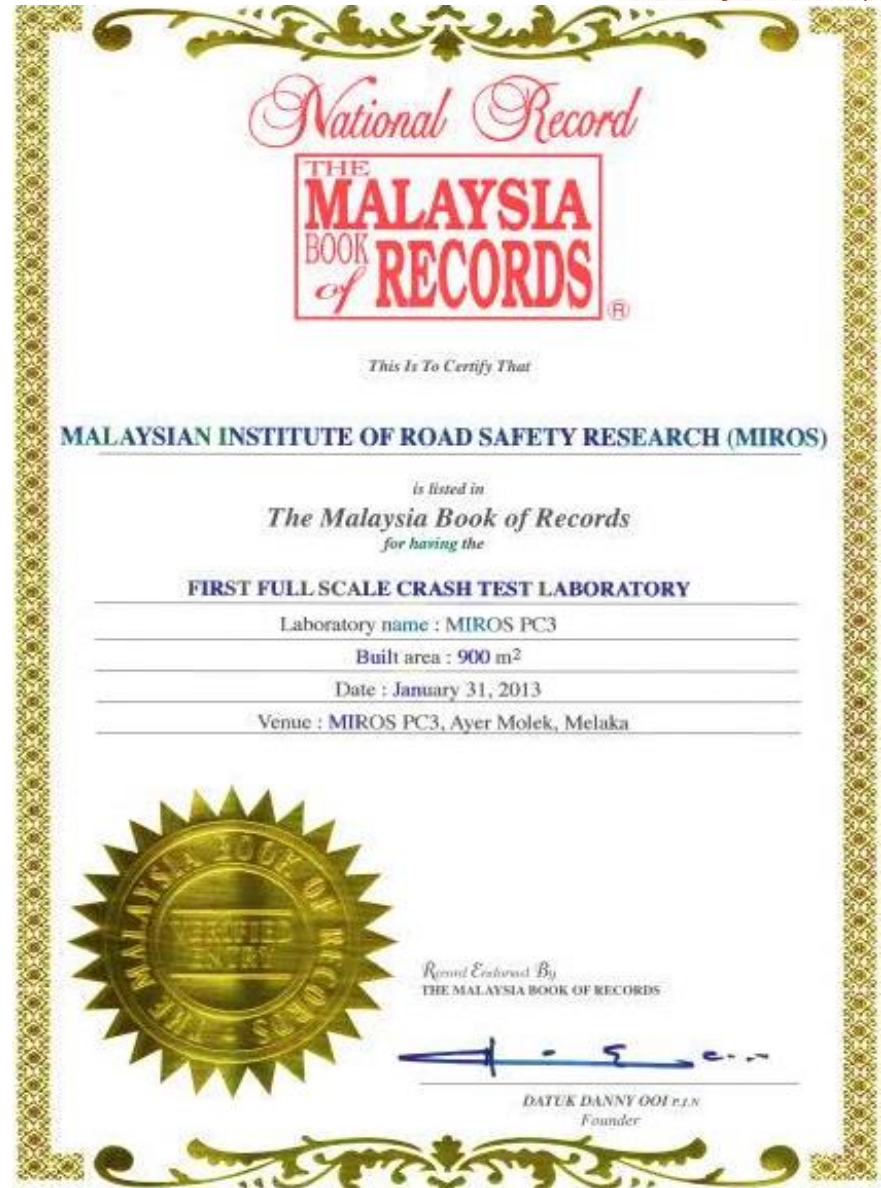 National Record
THE
MALAYSIA
BOOK
of RECORDS
®
This Is To Certify That
MALAYSIAN INSTITUTE OF ROAD SAFETY RESEARCH (MIROS)
is listed in
The Malaysia Book of Records
for having the
FIRST FULL SCALE CRASH TEST LABORATORY
Laboratory name : MIROS PC3
Built area : 900 m²
Date : January 31, 2013
Venue : MIROS PC3, Ayer Molek, Melaka
THE MALAYSIA BOOK OF RECORDS
VERIFIED
ENTRY
Record Endorsed By
THE MALAYSIA BOOK OF RECORDS
DATUK DANNY OOI P.J.N
Founder